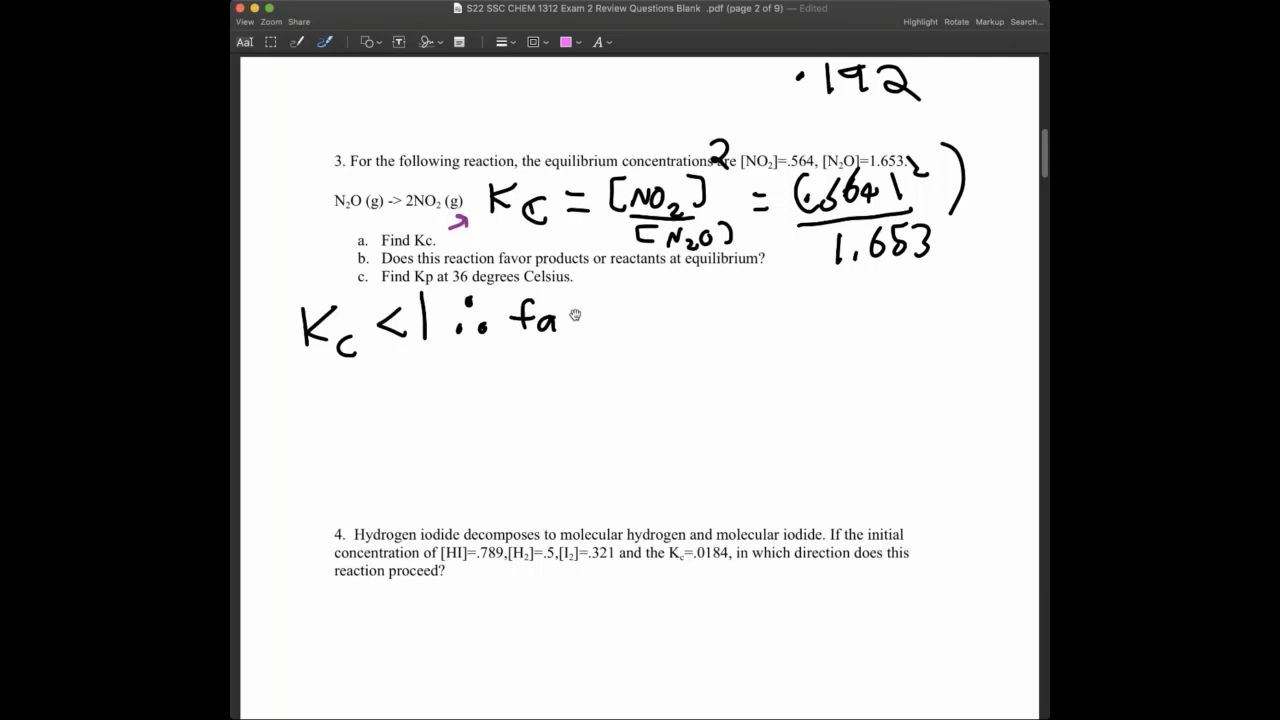 S22 SSC CHEM 1312 Exam 2 Review Questions Blank .pdf (page 2 of 9) — Edited
View Zoom Share
Highlight Rotate Markup Search...
AaI
T
A
.192
3. For the following reaction, the equilibrium concentrations are [NO₂]=.564, [N₂O]=1.653.
N₂O (g) -> 2NO₂ (g)
Kc = [NO₂]² / [N₂O] = (.564)² / 1.653 )
a. Find Kc.
b. Does this reaction favor products or reactants at equilibrium?
c. Find Kp at 36 degrees Celsius.
Kc < 1 ∴ fa
4. Hydrogen iodide decomposes to molecular hydrogen and molecular iodide. If the initial
concentration of [HI]=.789,[H₂]=.5,[I₂]=.321 and the Kc=.0184, in which direction does this
reaction proceed?